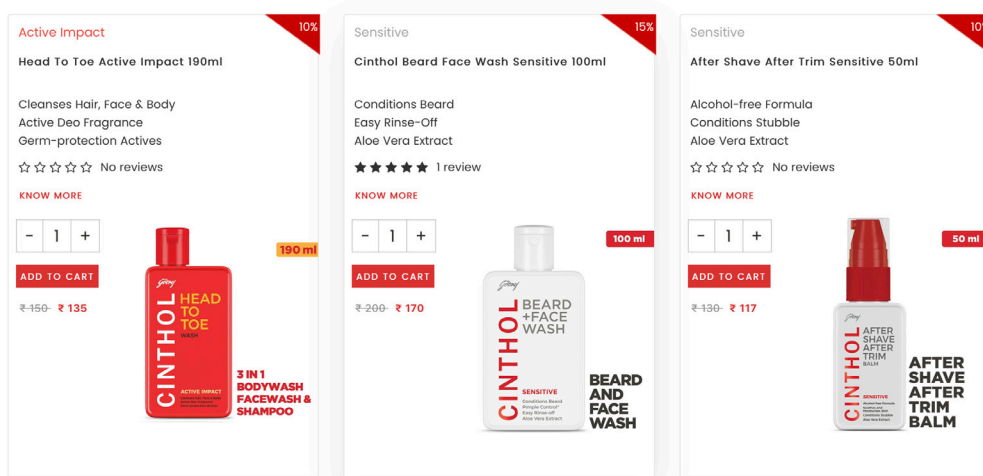 Active Impact
10%
Head To Toe Active Impact 190ml
Cleanses Hair, Face & Body
Active Deo Fragrance
Germ-protection Actives
No reviews
KNOW MORE
- 1 +
190 ml
ADD TO CART
₹ 150 ₹ 135
Godrej
CINTHOL
HEAD
TO
TOE
WASH
ACTIVE IMPACT
3 IN 1
BODYWASH
FACEWASH &
SHAMPOO
Sensitive
15%
Cinthol Beard Face Wash Sensitive 100ml
Conditions Beard
Easy Rinse-Off
Aloe Vera Extract
1 review
KNOW MORE
- 1 +
100 ml
ADD TO CART
₹ 200 ₹ 170
Godrej
CINTHOL
BEARD
+FACE
WASH
SENSITIVE
Conditions Beard
Pimple Control*
Easy Rinse-off
Aloe Vera Extract
BEARD
AND
FACE
WASH
Sensitive
10%
After Shave After Trim Sensitive 50ml
Alcohol-free Formula
Conditions Stubble
Aloe Vera Extract
No reviews
KNOW MORE
- 1 +
50 ml
ADD TO CART
₹ 130 ₹ 117
Godrej
CINTHOL
AFTER
SHAVE
AFTER
TRIM
BALM
SENSITIVE
AFTER
SHAVE
AFTER
TRIM
BALM